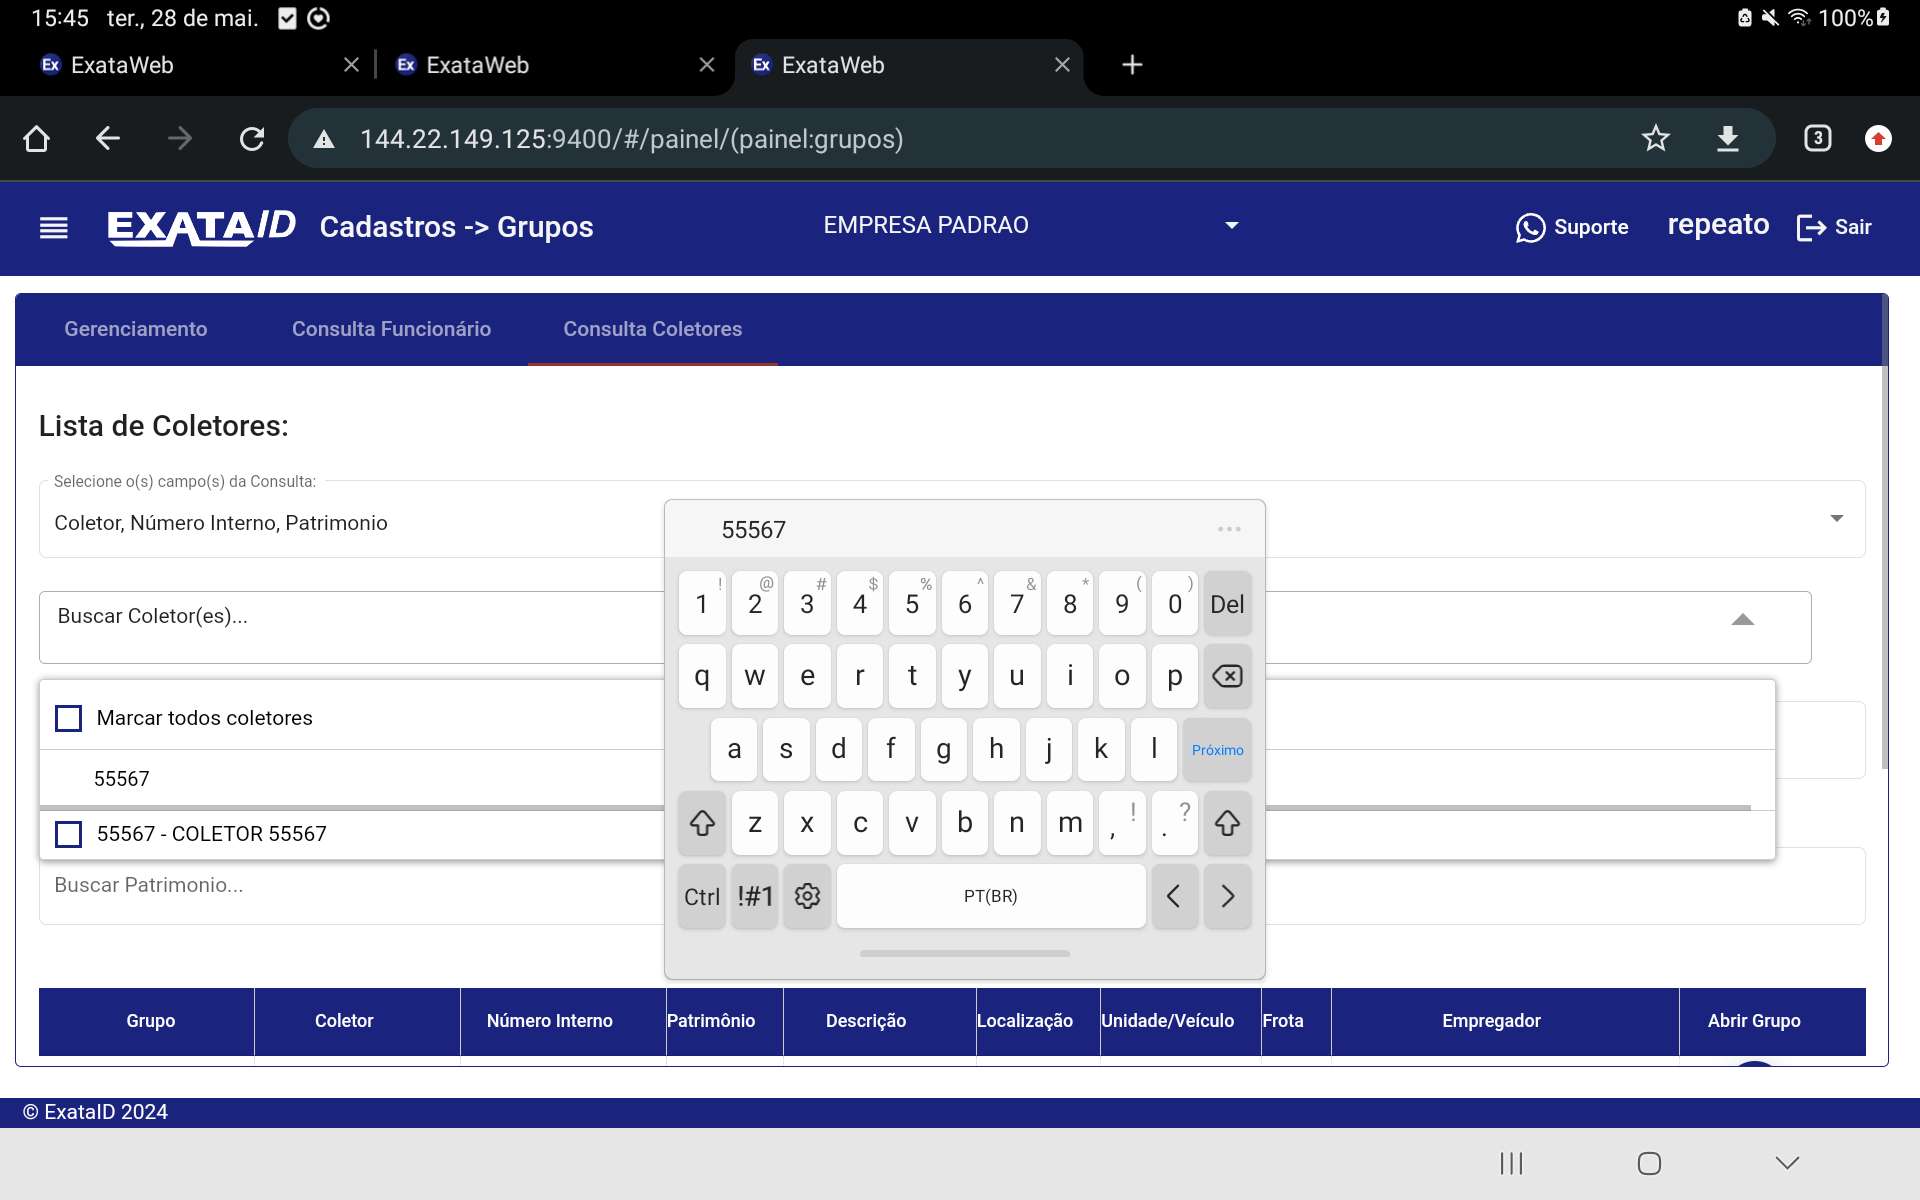 15:45 ter., 28 de mai. 100%
Ex ExataWeb Ex ExataWeb Ex ExataWeb
144.22.149.125:9400/#/painel/(painel:grupos) 3
EXATAID Cadastros -> Grupos EMPRESA PADRAO Suporte repeato Sair
Gerenciamento Consulta Funcionário Consulta Coletores
Lista de Coletores:
Selecione o(s) campo(s) da Consulta:
Coletor, Número Interno, Patrimonio
Buscar Coletor(es)...
Marcar todos coletores
55567
55567 - COLETOR 55567
Buscar Patrimonio...
55567
! @ # $ % ^ & * ( )
1 2 3 4 5 6 7 8 9 0 Del
q w e r t y u i o p
a s d f g h j k l Próximo
z x c v b n m , ! . ?
Ctrl !#1 PT(BR) < >
Grupo Coletor Número Interno Patrimônio Descrição Localização Unidade/Veículo Frota Empregador Abrir Grupo
© ExataID 2024